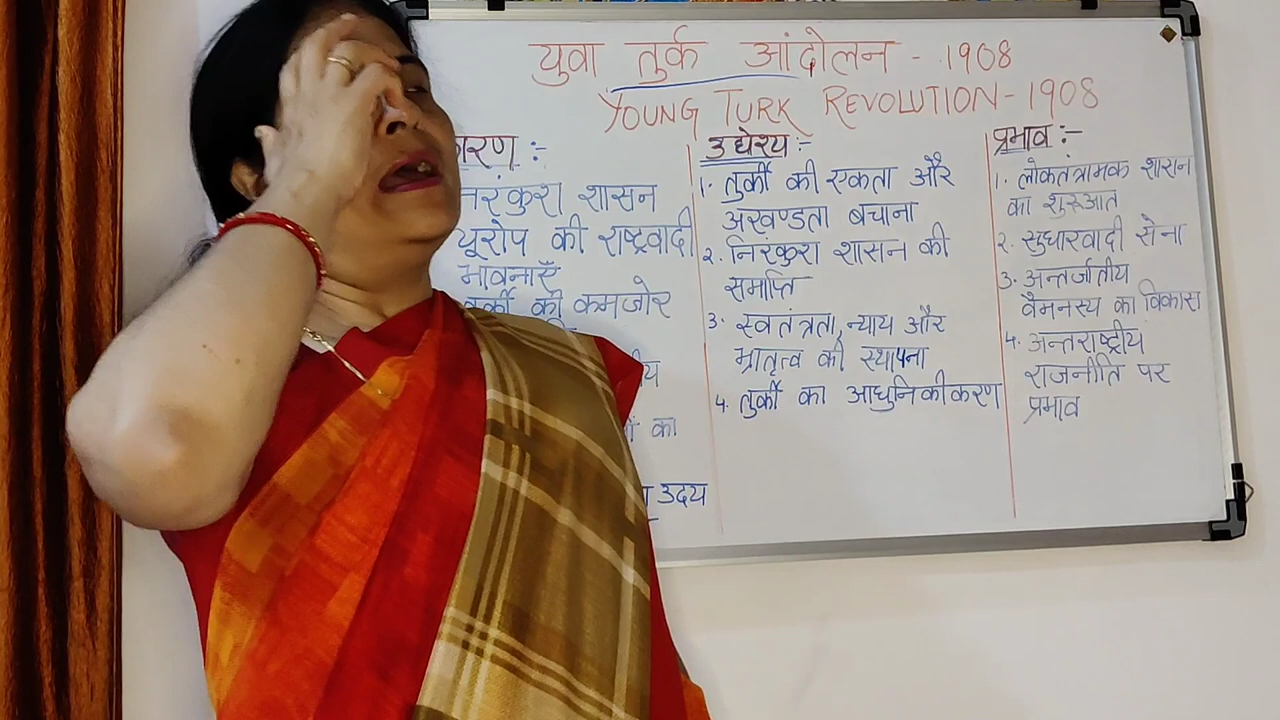 युवा तुर्क आंदोलन - 1908
YOUNG TURK REVOLUTION - 1908
शासन
यूरोप की राष्ट्रवादी
भावनाएँ
की कमजोर
का
उदय
उद्येश्य :-
1. तुर्की की एकता और
अखण्डता बचाना
2. निरंकुश शासन की
समाप्ति
3. स्वतंत्रता, न्याय और
भ्रातृत्व की स्थापना
4. तुर्की का आधुनिकीकरण
प्रभाव :-
1. लोकतंत्रामक शासन
का शुरुआत
2. सुधारवादी सेना
3. अन्तर्जातीय
वैमनस्य का विकास
4. अन्तराष्ट्रीय
राजनीति पर
प्रभाव